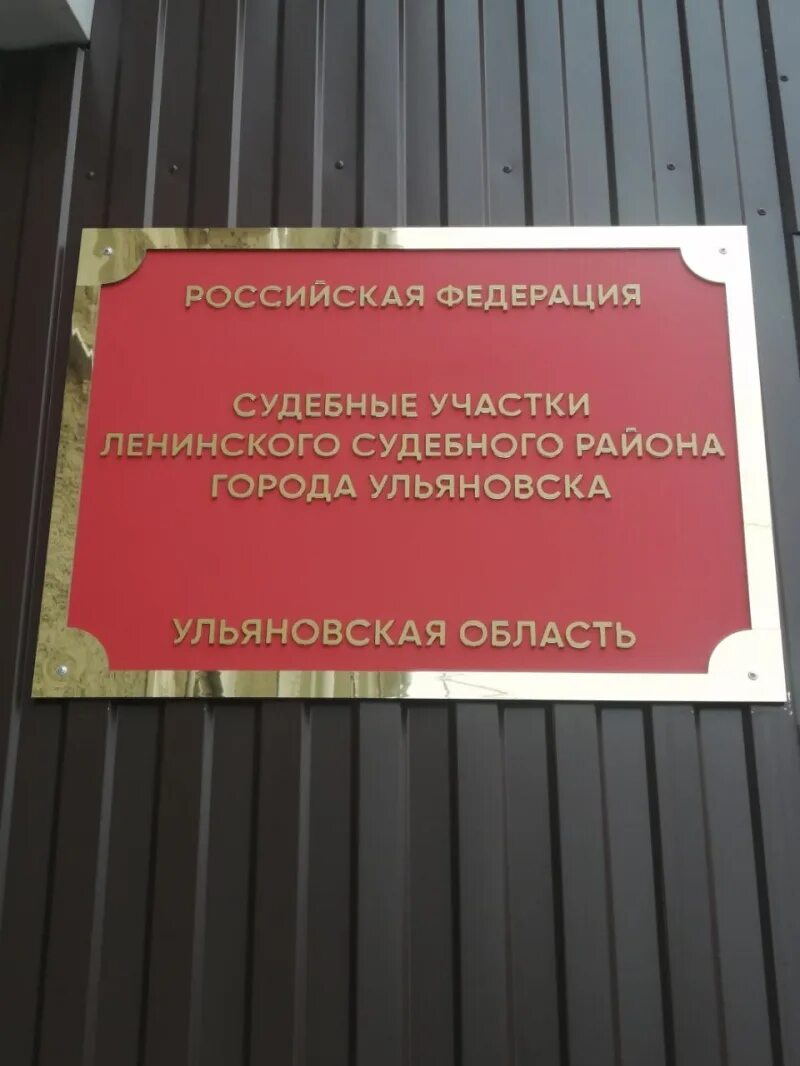 РОССИЙСКАЯ ФЕДЕРАЦИЯ
СУДЕБНЫЕ УЧАСТКИ
ЛЕНИНСКОГО СУДЕБНОГО РАЙОНА
ГОРОДА УЛЬЯНОВСКА
УЛЬЯНОВСКАЯ ОБЛАСТЬ